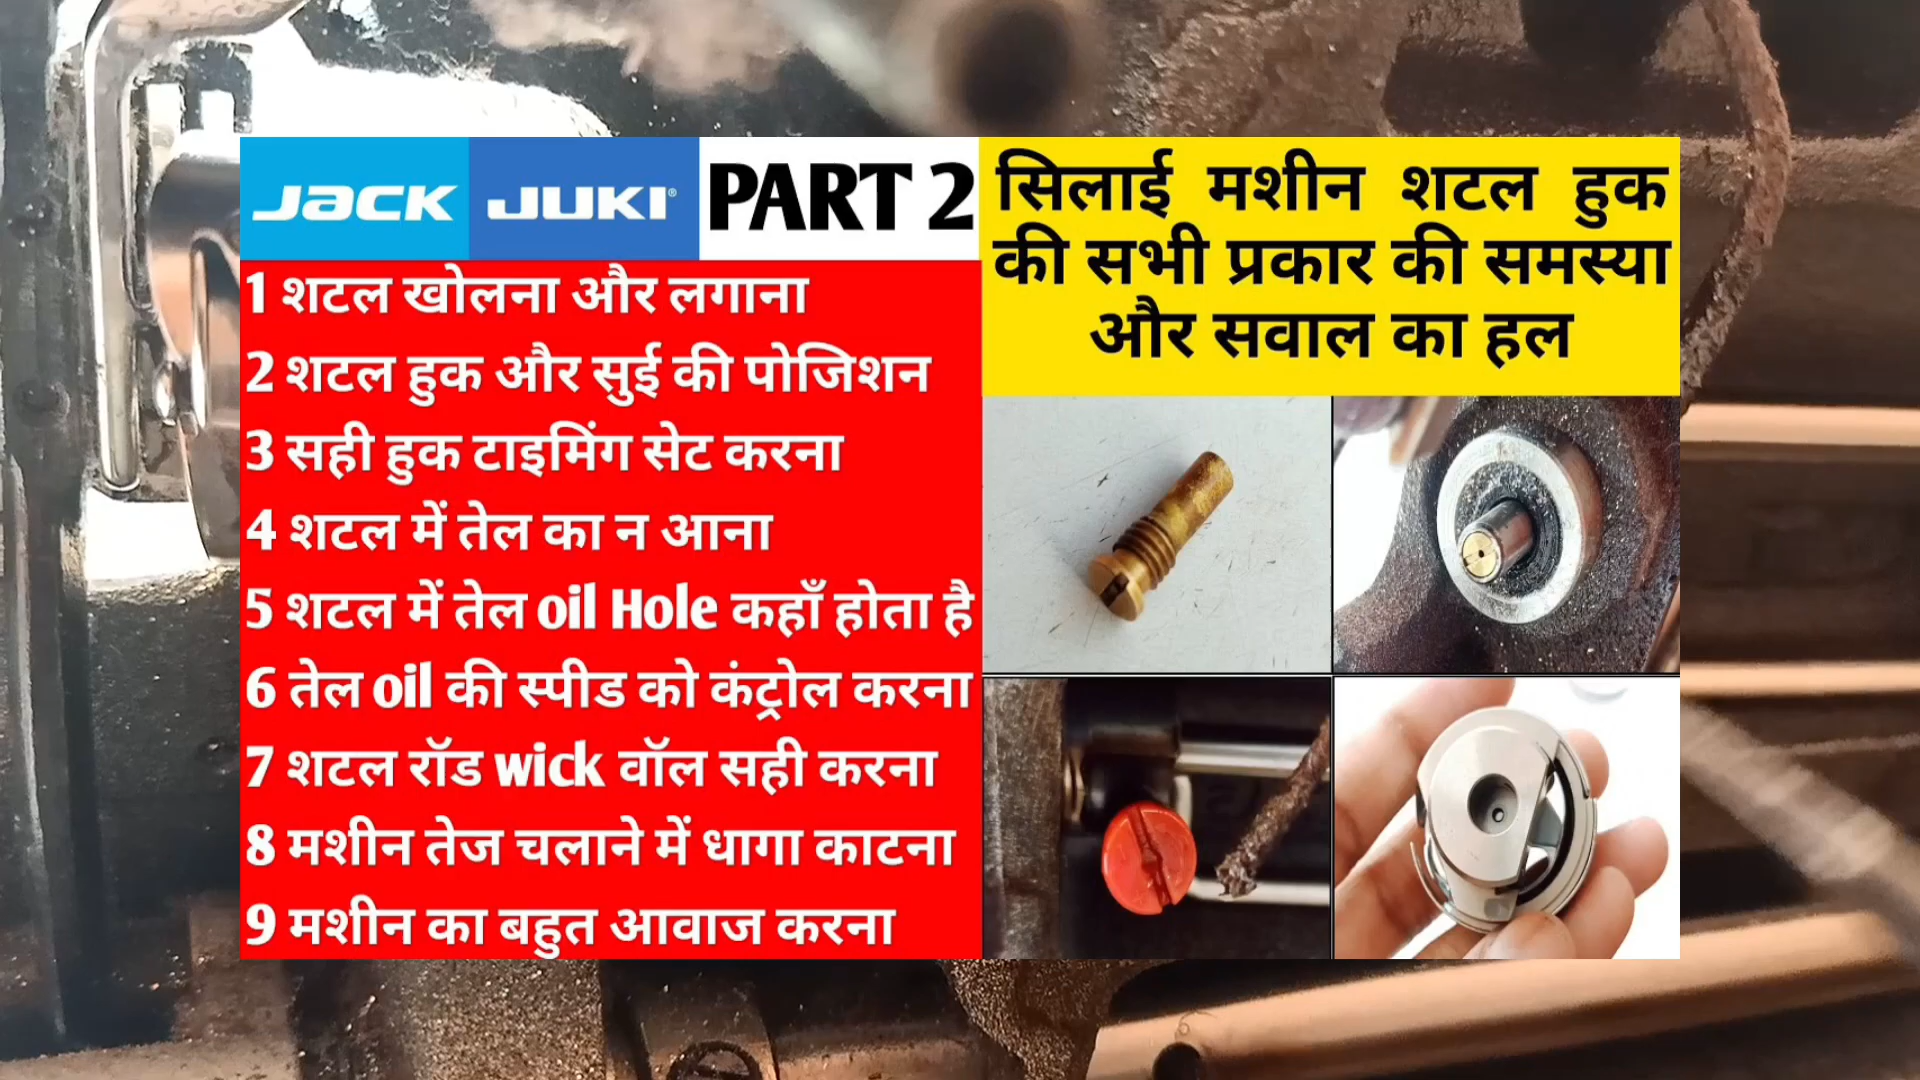 JACK JUKI® PART 2
सिलाई मशीन शटल हुक
की सभी प्रकार की समस्या
और सवाल का हल
1 शटल खोलना और लगाना
2 शटल हुक और सुई की पोजिशन
3 सही हुक टाइमिंग सेट करना
4 शटल में तेल का न आना
5 शटल में तेल oil Hole कहाँ होता है
6 तेल oil की स्पीड को कंट्रोल करना
7 शटल रॉड wick वॉल सही करना
8 मशीन तेज चलाने में धागा काटना
9 मशीन का बहुत आवाज करना